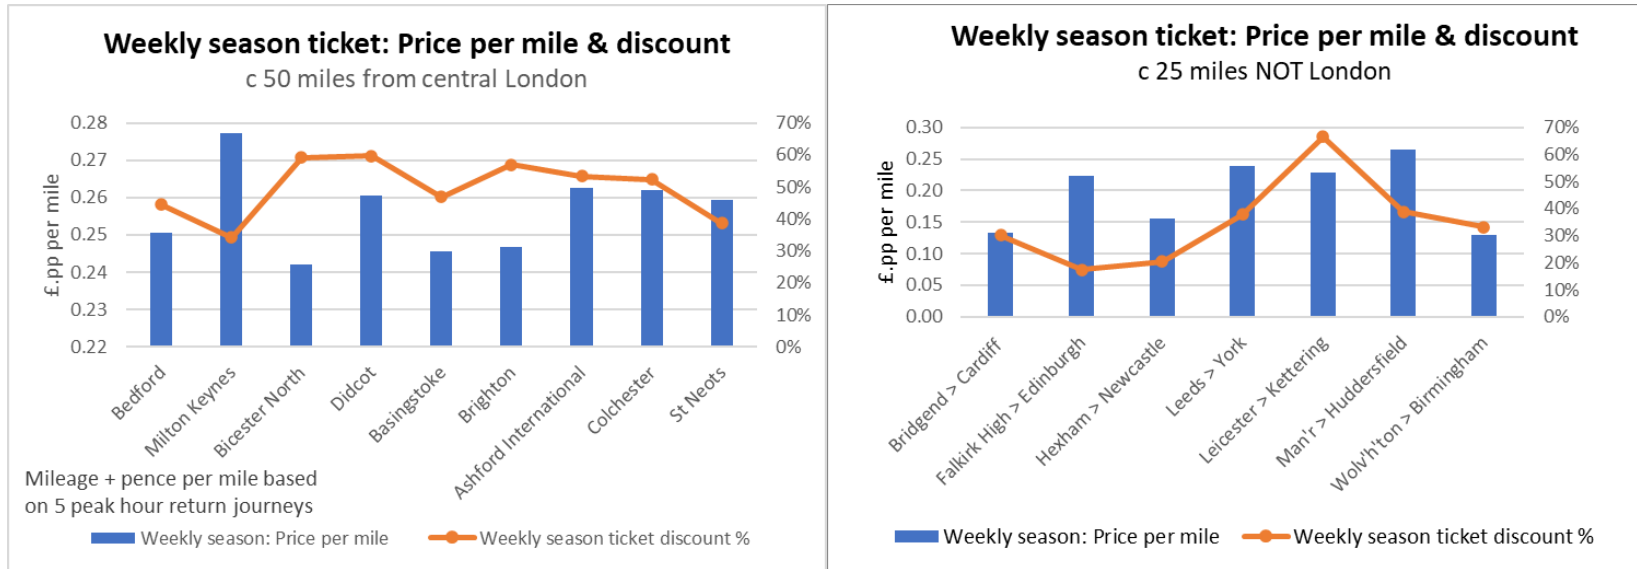 Weekly season ticket: Price per mile & discount
c 50 miles from central London
0.28
0.27
0.26
0.25
0.24
0.23
0.22
£.pp per mile
70%
60%
50%
40%
30%
20%
10%
0%
Bedford
Milton Keynes
Bicester North
Didcot
Basingstoke
Brighton
Ashford International
Colchester
St Neots
Mileage + pence per mile based
on 5 peak hour return journeys
Weekly season: Price per mile
Weekly season ticket discount %
Weekly season ticket: Price per mile & discount
c 25 miles NOT London
0.30
0.25
0.20
0.15
0.10
0.05
0.00
£.pp per mile
70%
60%
50%
40%
30%
20%
10%
0%
Bridgend > Cardiff
Falkirk High > Edinburgh
Hexham > Newcastle
Leeds > York
Leicester > Kettering
Man'r > Huddersfield
Wolv'h'ton > Birmingham
Weekly season: Price per mile
Weekly season ticket discount %